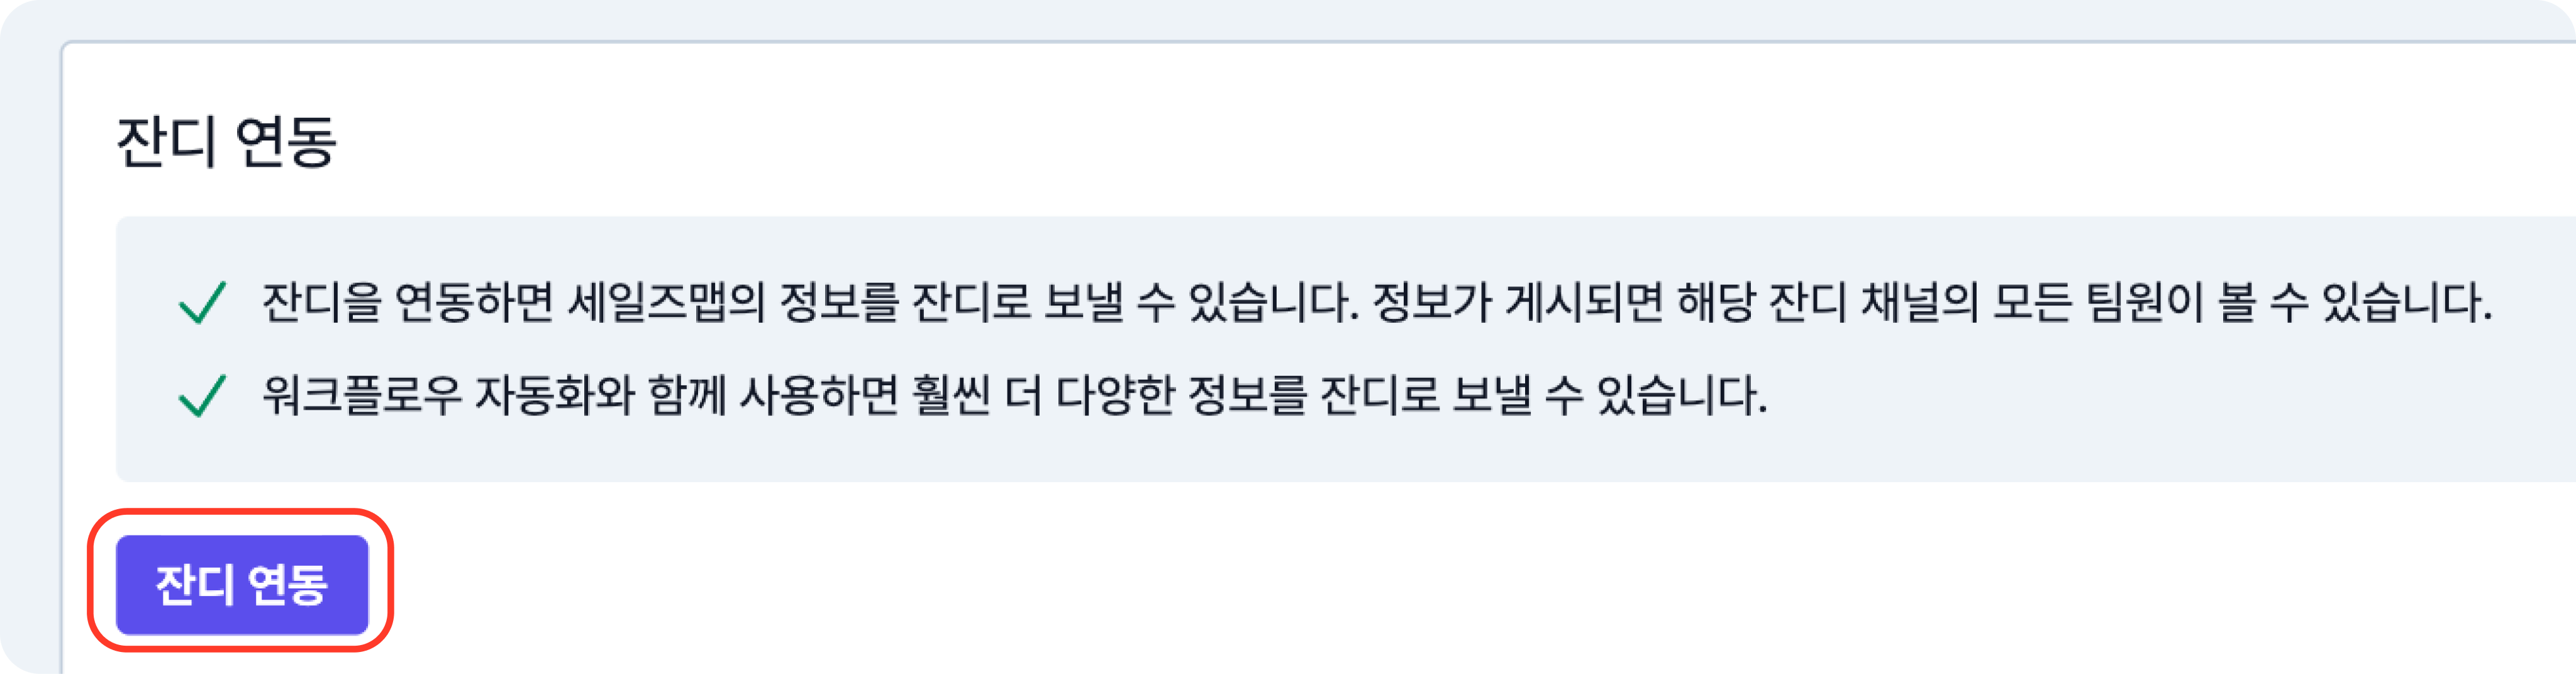 잔디 연동
잔디을 연동하면 세일즈맵의 정보를 잔디로 보낼 수 있습니다. 정보가 게시되면 해당 잔디 채널의 모든 팀원이 볼 수 있습니다.
워크플로우 자동화와 함께 사용하면 훨씬 더 다양한 정보를 잔디로 보낼 수 있습니다.
잔디 연동